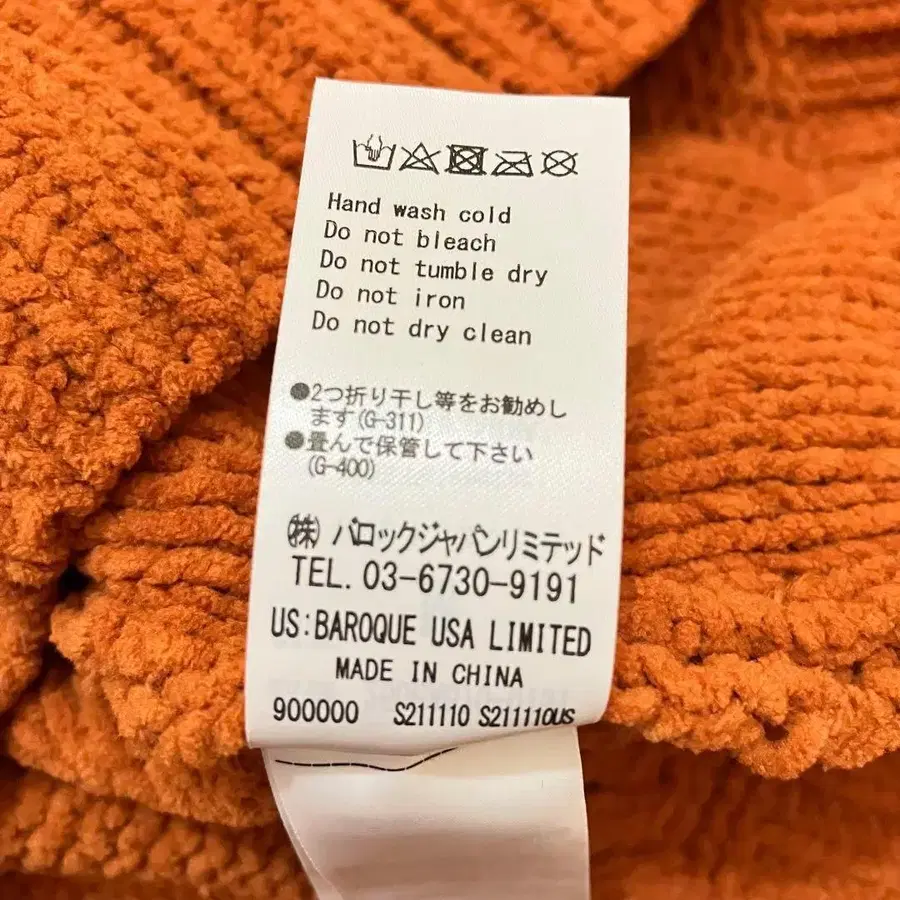 Hand wash cold
Do not bleach
Do not tumble dry
Do not iron
Do not dry clean
●2つ折り干し等をお勧めし
ます(G-311)
●畳んで保管して下さい
(G-400)
㈱ バロックジャパンリミテッド
TEL. 03-6730-9191
US:BAROQUE USA LIMITED
MADE IN CHINA
900000 S211110 S211110US